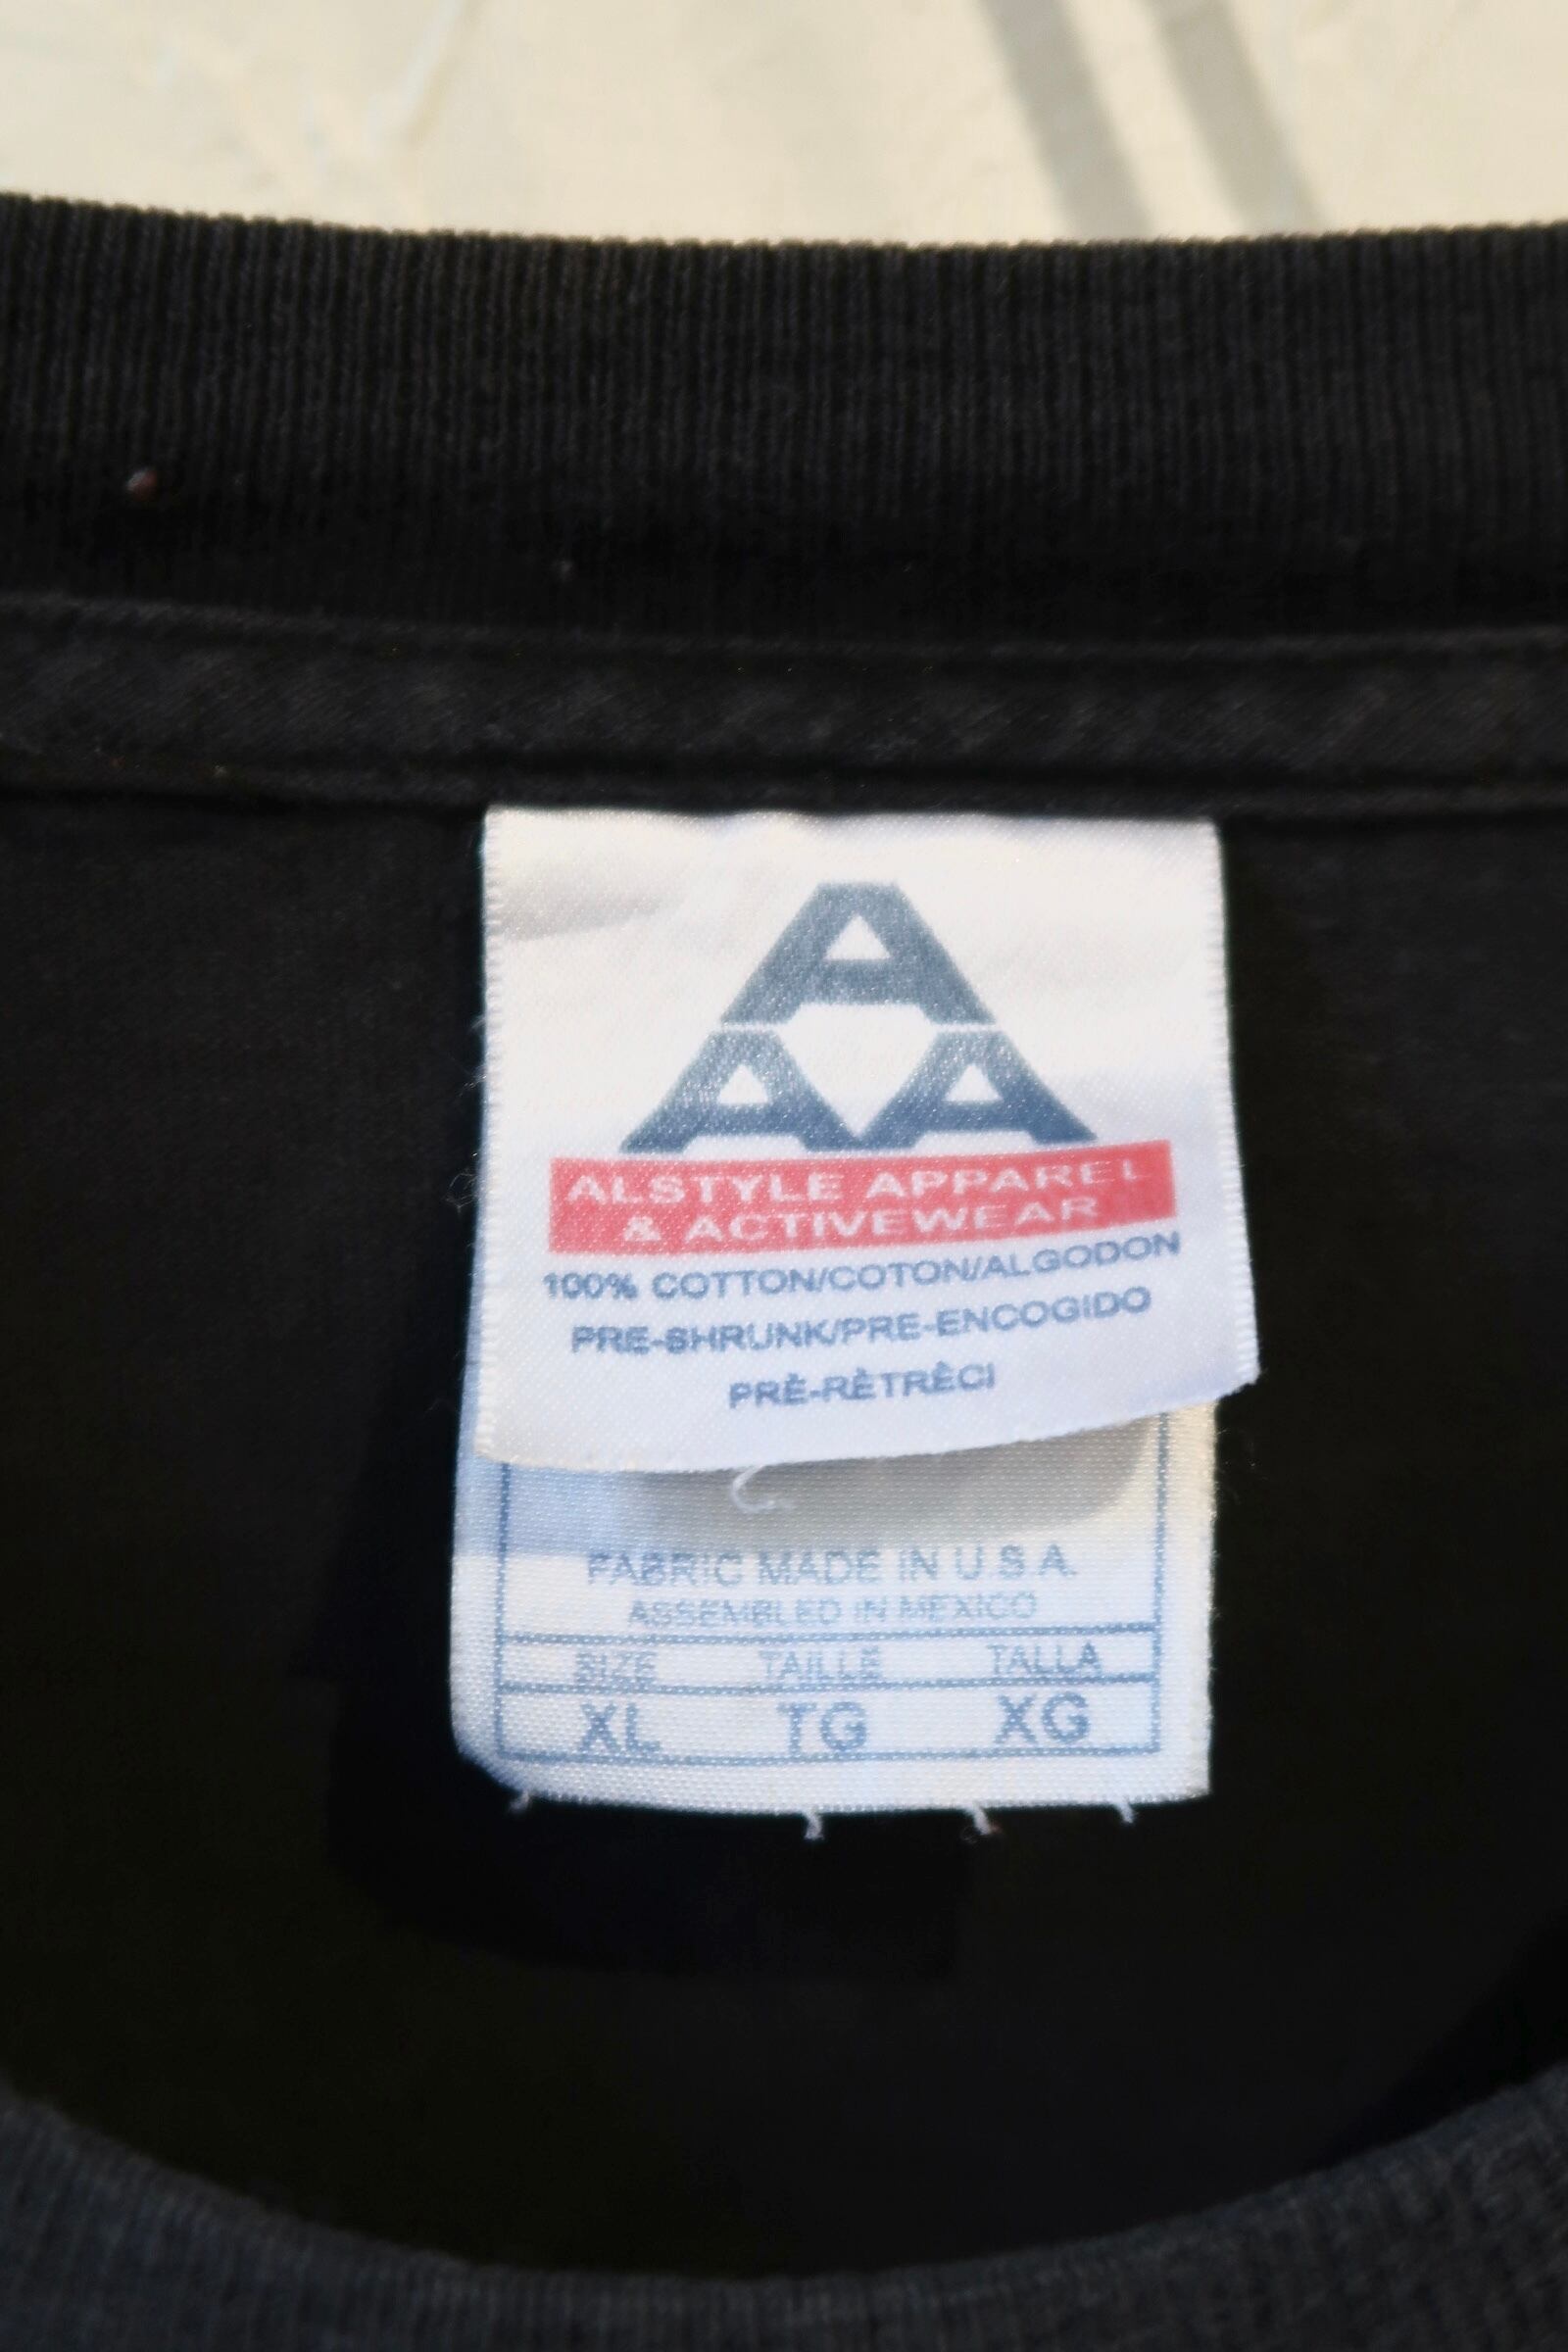 A
A A
ALSTYLE APPAREL
& ACTIVEWEAR
100% COTTON/COTON/ALGODON
PRE-SHRUNK/PRE-ENCOGIDO
PRÈ-RÈTRÈCI
FABRIC MADE IN U.S.A.
ASSEMBLED IN MEXICO
SIZE TAILLE TALLA
XL TG XG